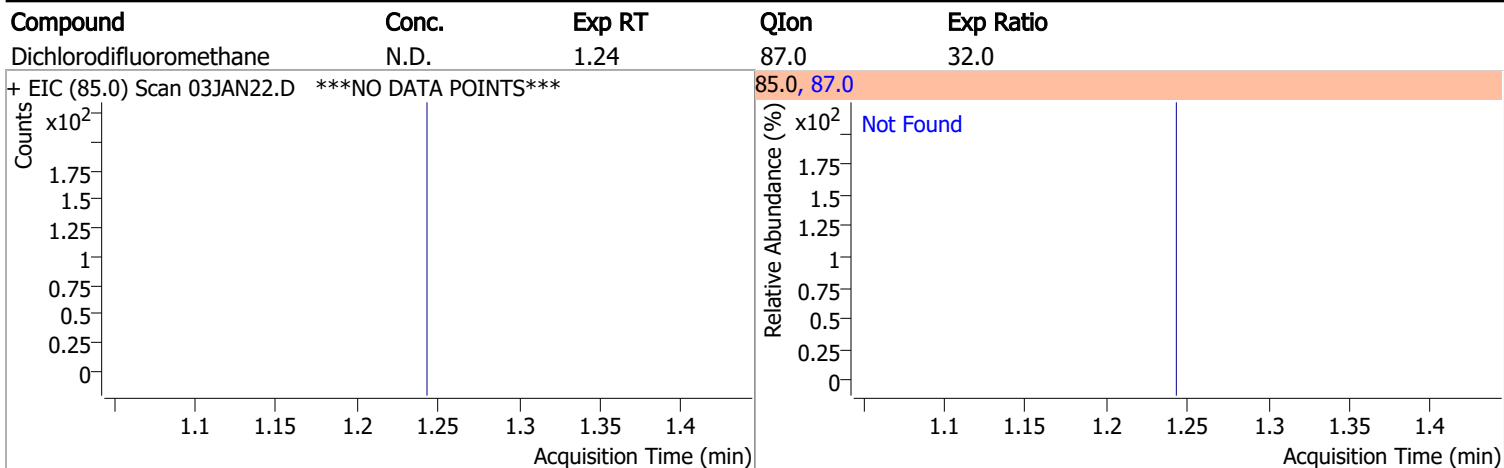 Compound Conc. Exp RT QIon Exp Ratio
Dichlorodifluoromethane N.D. 1.24 87.0 32.0
+ EIC (85.0) Scan 03JAN22.D ***NO DATA POINTS***
Counts
x10²
1.75
1.5
1.25
1
0.75
0.5
0.25
0
1.1 1.15 1.2 1.25 1.3 1.35 1.4
Acquisition Time (min)
85.0, 87.0
Relative Abundance (%)
x10²
Not Found
1.75
1.5
1.25
1
0.75
0.5
0.25
0
1.1 1.15 1.2 1.25 1.3 1.35 1.4
Acquisition Time (min)